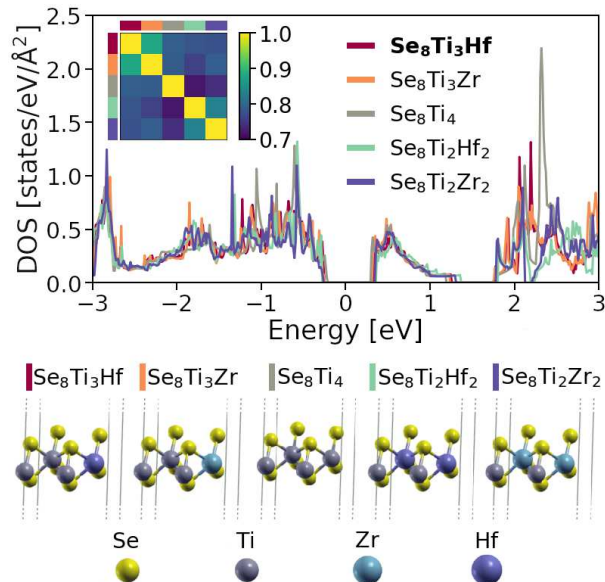 2.5
2.0
1.5
1.0
0.5
0.0
DOS [states/eV/Å²]
1.0
0.9
0.8
0.7
Se₈Ti₃Hf
Se₈Ti₃Zr
Se₈Ti₄
Se₈Ti₂Hf₂
Se₈Ti₂Zr₂
−3 −2 −1 0 1 2 3
Energy [eV]
Se₈Ti₃Hf Se₈Ti₃Zr Se₈Ti₄ Se₈Ti₂Hf₂ Se₈Ti₂Zr₂
Se Ti Zr Hf